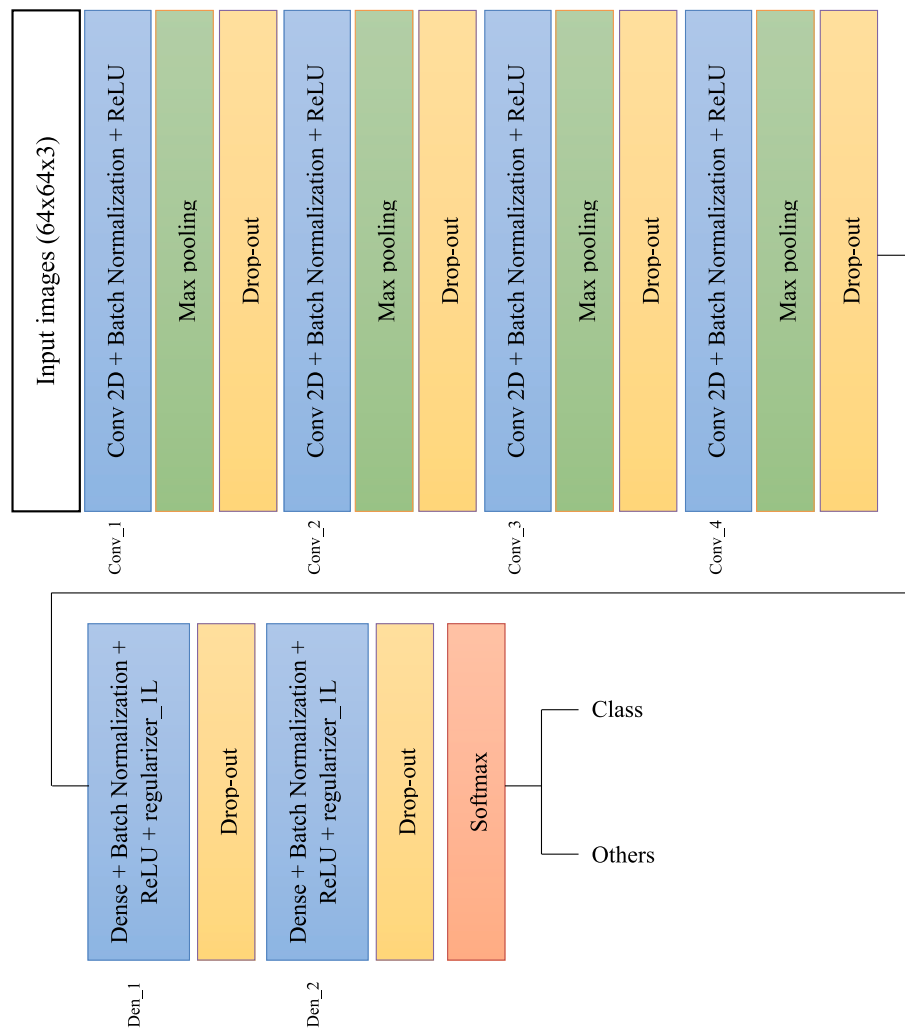 Input images (64x64x3)
Conv 2D + Batch Normalization + ReLU
Max pooling
Drop-out
Conv 2D + Batch Normalization + ReLU
Max pooling
Drop-out
Conv 2D + Batch Normalization + ReLU
Max pooling
Drop-out
Conv 2D + Batch Normalization + ReLU
Max pooling
Drop-out
Conv_1
Conv_2
Conv_3
Conv_4
Dense + Batch Normalization +
ReLU + regularizer_1L
Drop-out
Dense + Batch Normalization +
ReLU + regularizer_1L
Drop-out
Softmax
Class
Others
Den_1
Den_2